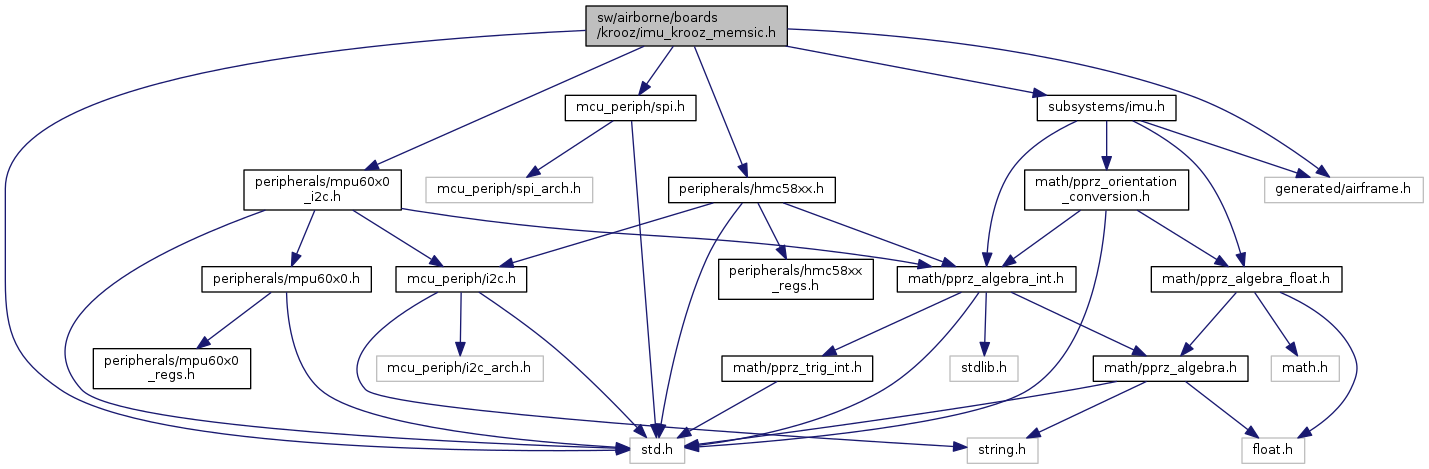 sw/airborne/boards
/krooz/imu_krooz_memsic.h
mcu_periph/spi.h
subsystems/imu.h
peripherals/mpu60x0
_i2c.h
mcu_periph/spi_arch.h
peripherals/hmc58xx.h
math/pprz_orientation
_conversion.h
generated/airframe.h
peripherals/mpu60x0.h
mcu_periph/i2c.h
peripherals/hmc58xx
_regs.h
math/pprz_algebra_int.h
math/pprz_algebra_float.h
peripherals/mpu60x0
_regs.h
mcu_periph/i2c_arch.h
math/pprz_trig_int.h
stdlib.h
math/pprz_algebra.h
math.h
std.h
string.h
float.h